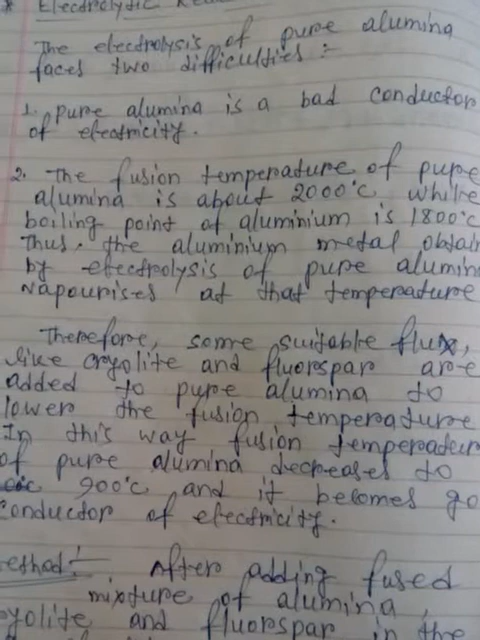 * Electrolytic
The electrolysis of pure alumina
faces two difficulties :-
1. pure alumina is a bad conductor
of electricity.
2. The fusion temperature of pure
alumina is about 2000°C while
boiling point of aluminium is 1800°C
Thus, the aluminium metal obtai
by electrolysis of pure alumin
vapourises at that temperature
Therefore, some suitable flux,
like cryolite and fluorspar are
added to pure alumina to
lower the fusion temperature
In this way fusion temperatur
of pure alumina decreases to
900°C and it becomes go
conductor of electricity.
ethod:- After adding fused
mixture of alumina,
ryolite and fluorspar in the